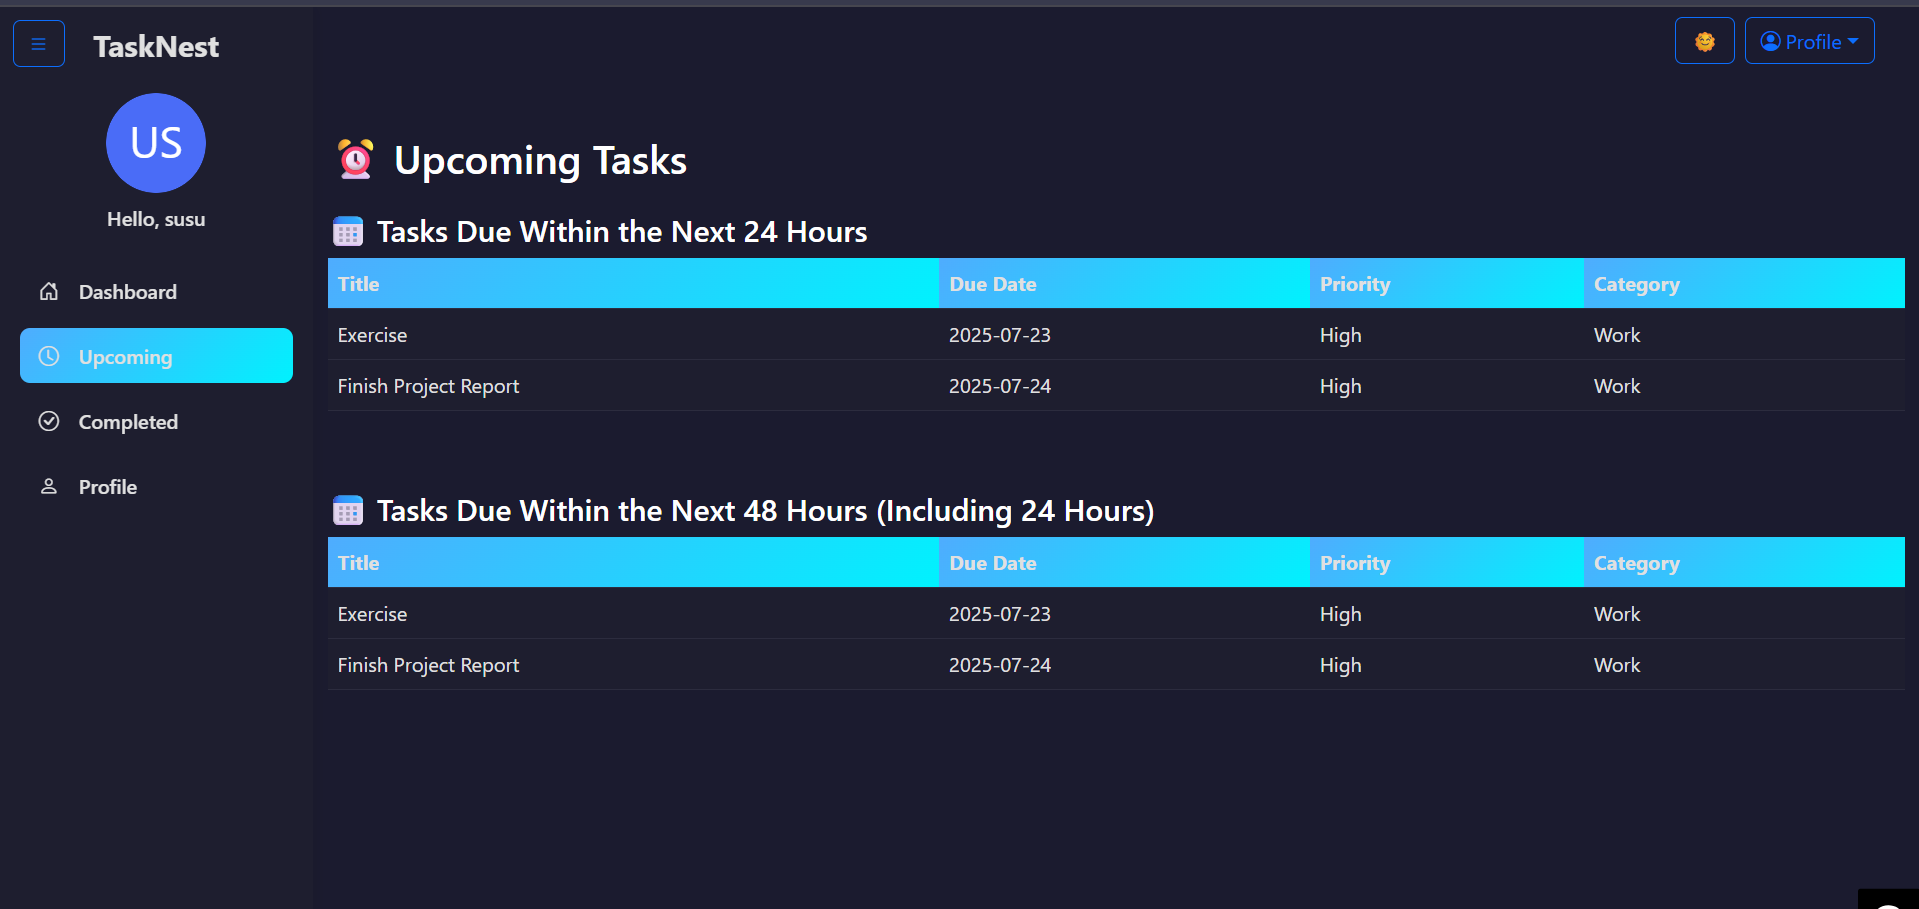 TaskNest
Profile
US
Hello, susu
Dashboard
Upcoming
Completed
Profile
Upcoming Tasks
Tasks Due Within the Next 24 Hours
Title Due Date Priority Category
Exercise 2025-07-23 High Work
Finish Project Report 2025-07-24 High Work
Tasks Due Within the Next 48 Hours (Including 24 Hours)
Title Due Date Priority Category
Exercise 2025-07-23 High Work
Finish Project Report 2025-07-24 High Work